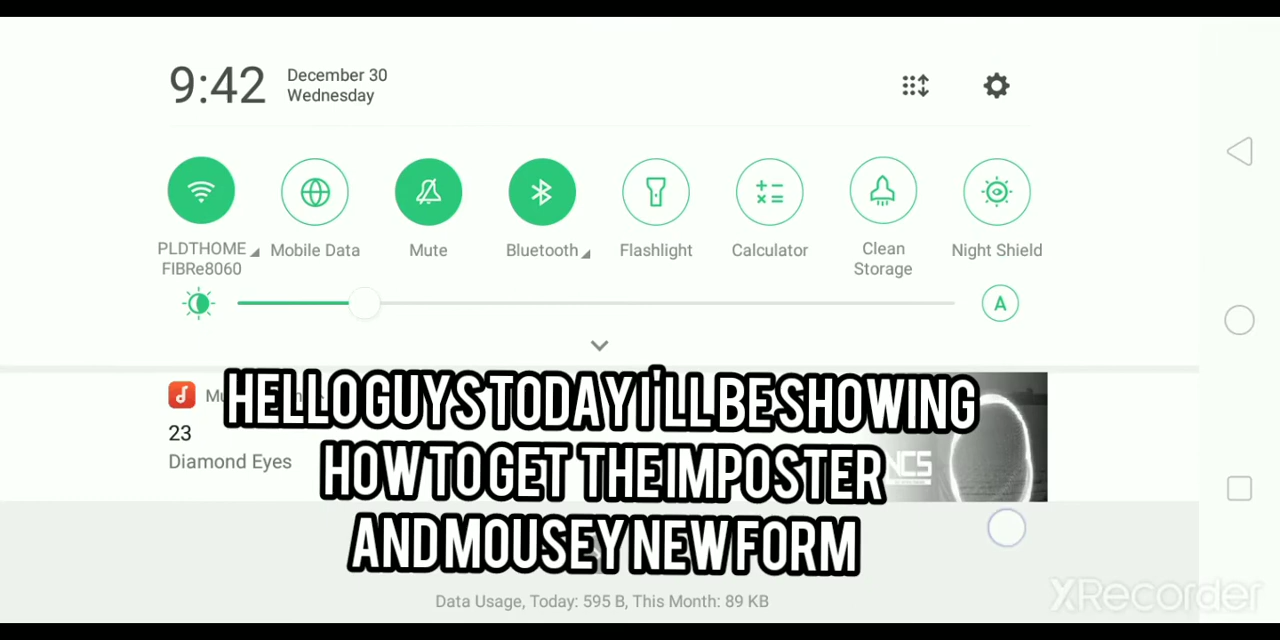 9:42
December 30
Wednesday
PLDTHOME
FIBRe8060
Mobile Data
Mute
Bluetooth
Flashlight
Calculator
Clean
Storage
Night Shield
A
HELLO GUYS TODAY I'LL BE SHOWING
23
Diamond Eyes
NCS
HOW TO GET THE IMPOSTER
AND MOUSEY NEW FORM
Data Usage, Today: 595 B, This Month: 89 KB
XRecorder